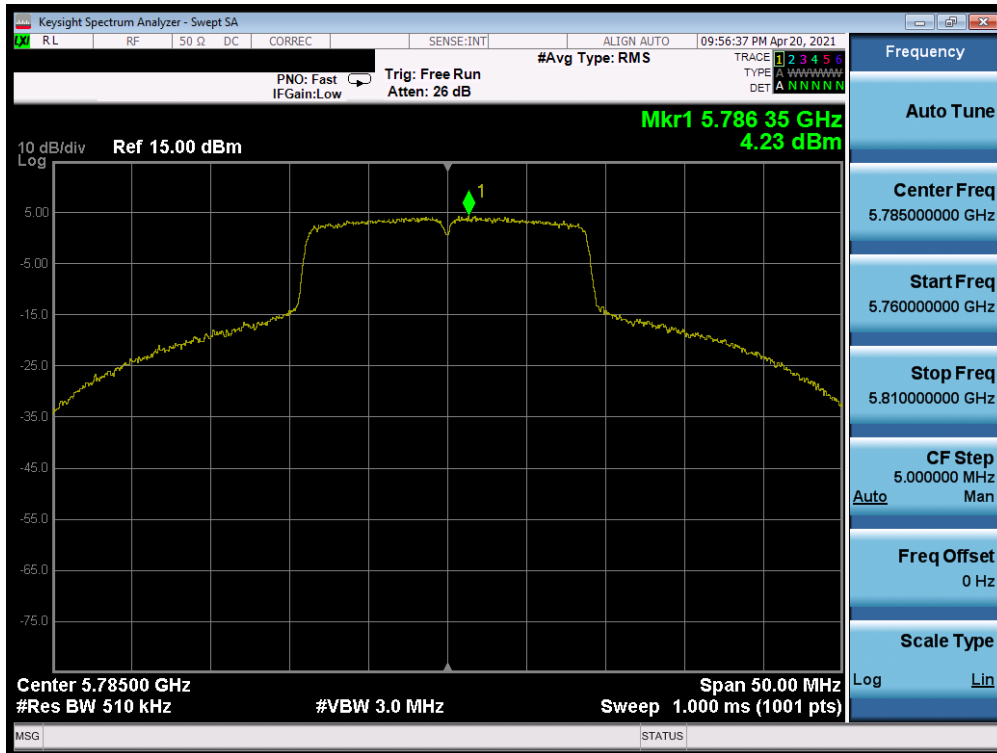 Keysight Spectrum Analyzer - Swept SA
LXI RL RF 50 Ω DC CORREC SENSE:INT ALIGN AUTO 09:56:37 PM Apr 20, 2021
PNO: Fast
IFGain:Low
Trig: Free Run
Atten: 26 dB
#Avg Type: RMS
TRACE 1 2 3 4 5 6
TYPE A WWWWW
DET A N N N N N
Mkr1 5.786 35 GHz
4.23 dBm
10 dB/div
Log
Ref 15.00 dBm
1
5.00
-5.00
-15.0
-25.0
-35.0
-45.0
-55.0
-65.0
-75.0
Center 5.78500 GHz
Span 50.00 MHz
#Res BW 510 kHz
#VBW 3.0 MHz
Sweep 1.000 ms (1001 pts)
MSG
STATUS
Frequency
Auto Tune
Center Freq
5.785000000 GHz
Start Freq
5.760000000 GHz
Stop Freq
5.810000000 GHz
CF Step
5.000000 MHz
Auto Man
Freq Offset
0 Hz
Scale Type
Log Lin